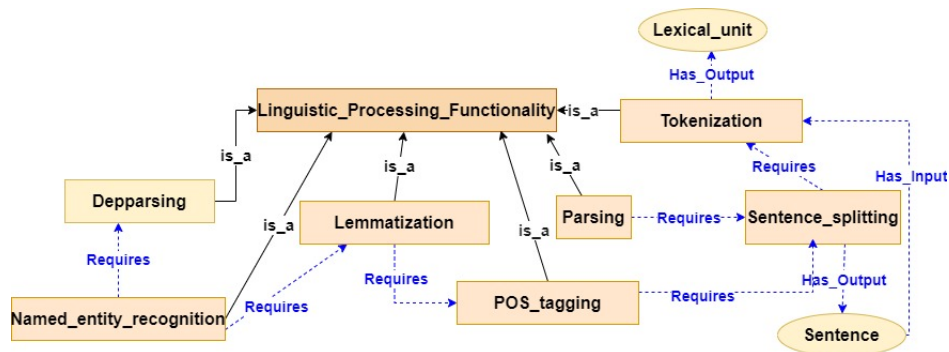 Lexical_unit
Has_Output
Linguistic_Processing_Functionality
is_a
Tokenization
is_a
is_a
is_a
Requires
Has_Input
Depparsing
is_a
Lemmatization
is_a
Parsing
Requires
Sentence_splitting
Requires
Has_Output
Named_entity_recognition
Requires
Requires
POS_tagging
Requires
Sentence